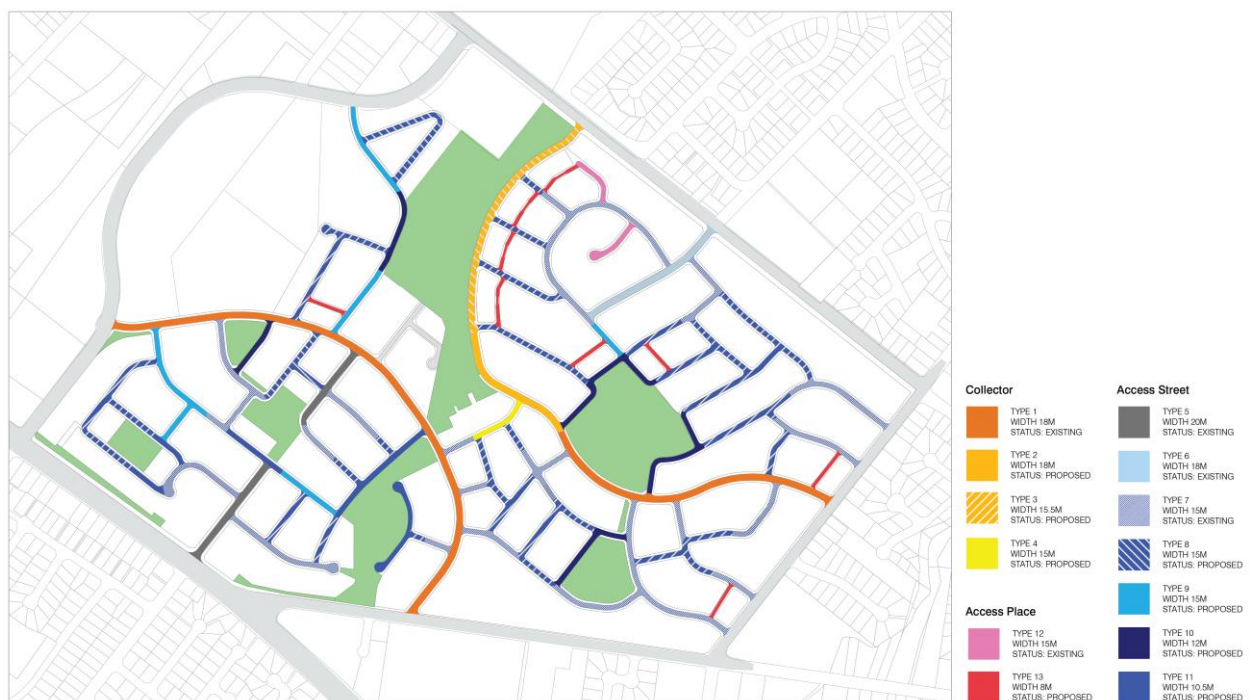 Collector
TYPE 1
WIDTH 18M
STATUS: EXISTING
TYPE 2
WIDTH 18M
STATUS: PROPOSED
TYPE 3
WIDTH 15.5M
STATUS: PROPOSED
TYPE 4
WIDTH 15M
STATUS: PROPOSED
Access Place
TYPE 12
WIDTH 15M
STATUS: EXISTING
TYPE 13
WIDTH 8M
STATUS: PROPOSED
Access Street
TYPE 5
WIDTH 20M
STATUS: EXISTING
TYPE 6
WIDTH 18M
STATUS: EXISTING
TYPE 7
WIDTH 15M
STATUS: EXISTING
TYPE 8
WIDTH 15M
STATUS: PROPOSED
TYPE 9
WIDTH 15M
STATUS: PROPOSED
TYPE 10
WIDTH 12M
STATUS: PROPOSED
TYPE 11
WIDTH 10.5M
STATUS: PROPOSED